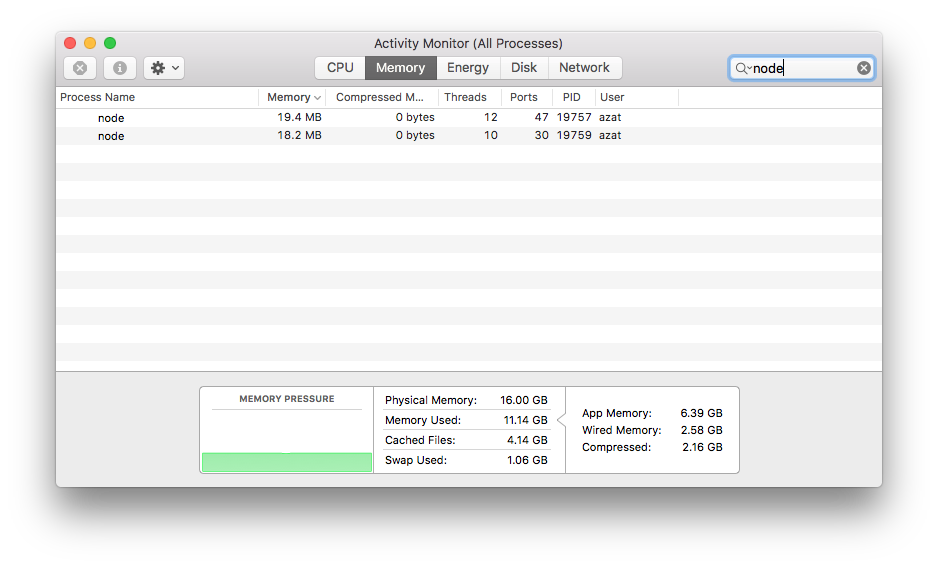 Activity Monitor (All Processes)
CPU Memory Energy Disk Network node
Process Name Memory Compressed M... Threads Ports PID User
node 19.4 MB 0 bytes 12 47 19757 azat
node 18.2 MB 0 bytes 10 30 19759 azat
MEMORY PRESSURE
Physical Memory: 16.00 GB
Memory Used: 11.14 GB
Cached Files: 4.14 GB
Swap Used: 1.06 GB
App Memory: 6.39 GB
Wired Memory: 2.58 GB
Compressed: 2.16 GB